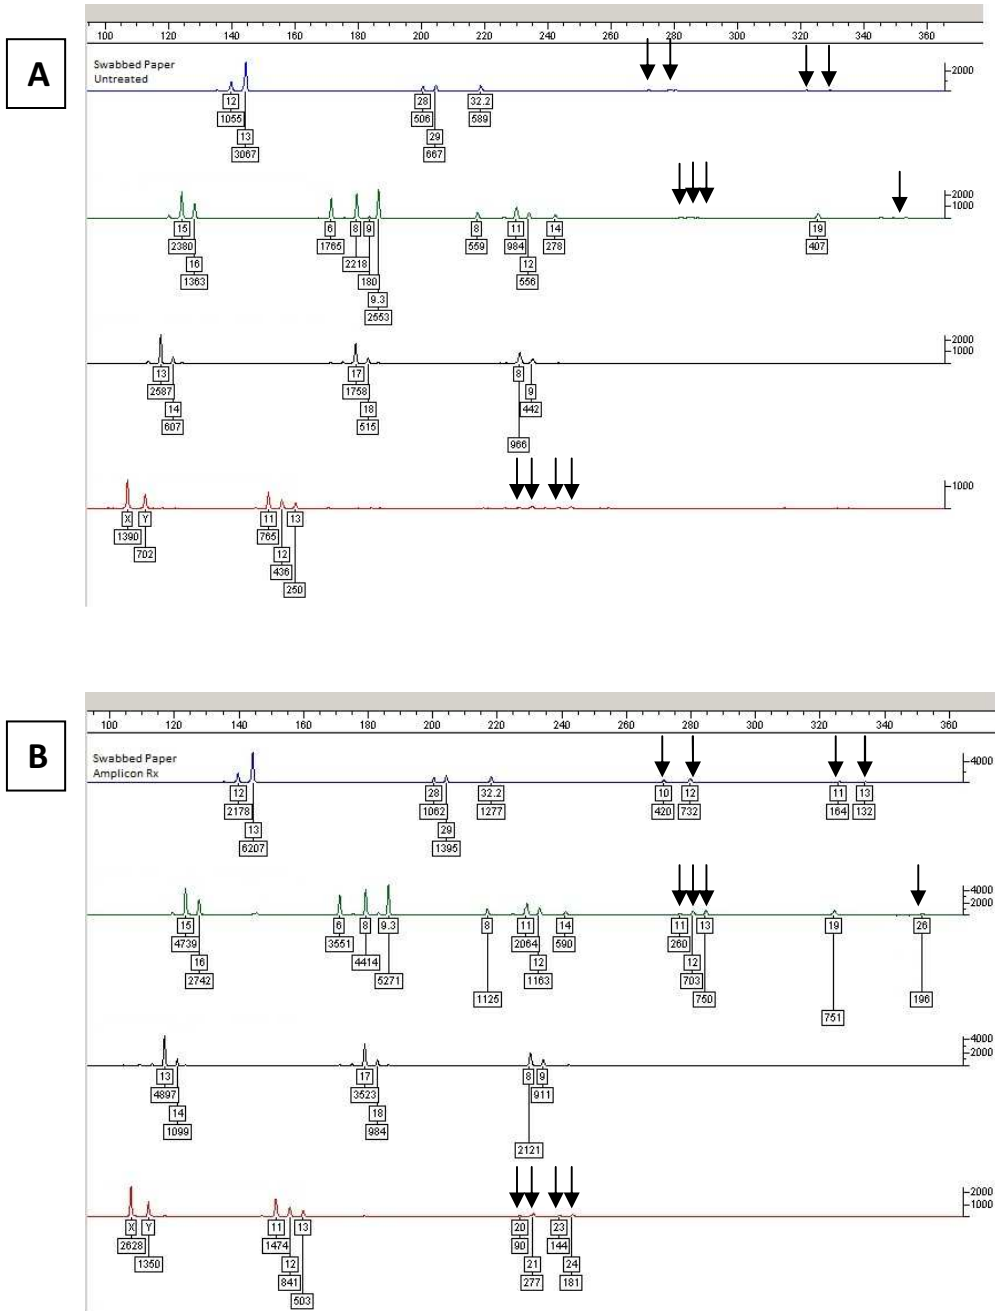 A
100 120 140 160 180 200 220 240 260 280 300 320 340 360
Swabbed Paper
Untreated
2000
12 28 32.2
1055 506 589
13 29
3067 667
2000
1000
15 6 8 9 8 11 14 19
2380 1765 559 984 278 407
16 2218 12
1363 180 556
9.3
2553
2000
1000
13 17 8
2587 1758
14 18 9
607 515 442
966
1000
X Y 11 13
1390 765
702 12
436
250
B
100 120 140 160 180 200 220 240 260 280 300 320 340 360
Swabbed Paper
Amplicon Rx
4000
12 28 32.2 10 12 11 13
2178 1062 1277 420 732 164 132
13 29
6207 1395
4000
2000
15 6 8 9.3 8 11 14 11 13 19 26
4739 3551 2064 590 260
16 4414 12 12
2742 5271 1163 703
1125 750 196
751
4000
2000
13 17 8 9
4897 3523 911
14 18
1099 984
2121
2000
1000
X Y 11 13 20 23
2628 1474 90 144
1350 12 21 24
841 277 181
503